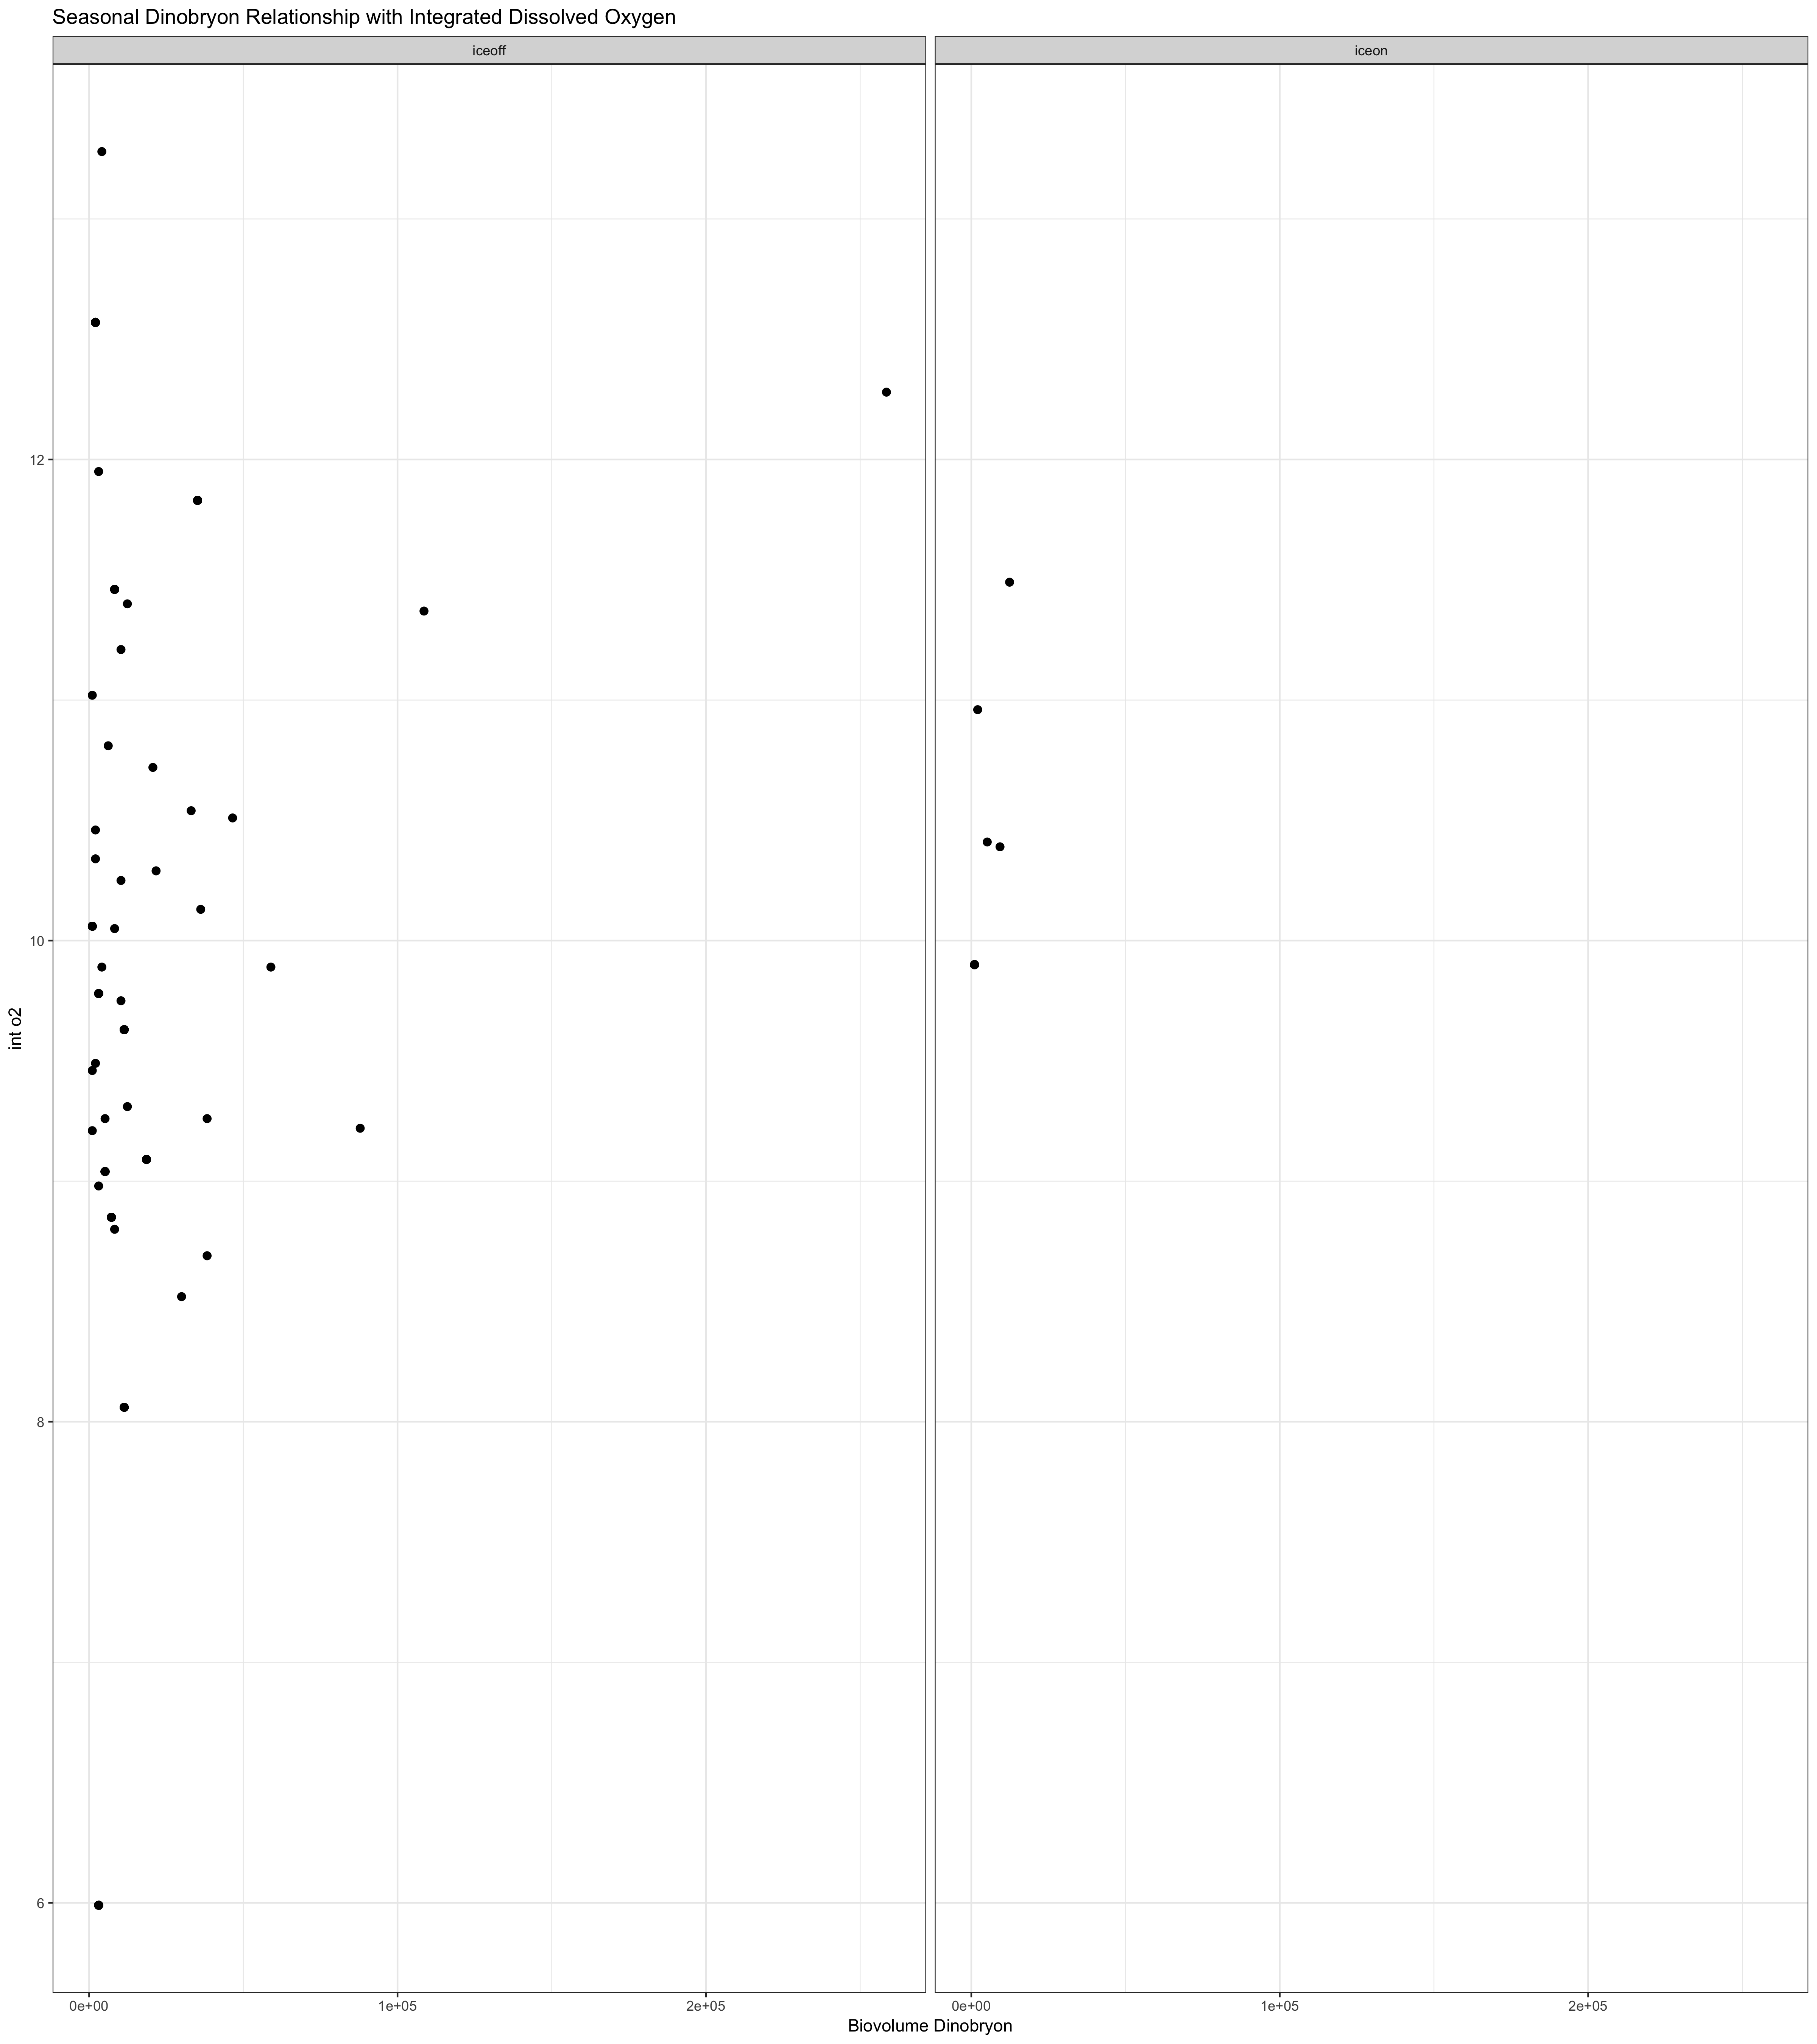 Seasonal Dinobryon Relationship with Integrated Dissolved Oxygen
iceoff
iceon
12
10
8
6
int o2
0e+00
1e+05
2e+05
0e+00
1e+05
2e+05
Biovolume Dinobryon